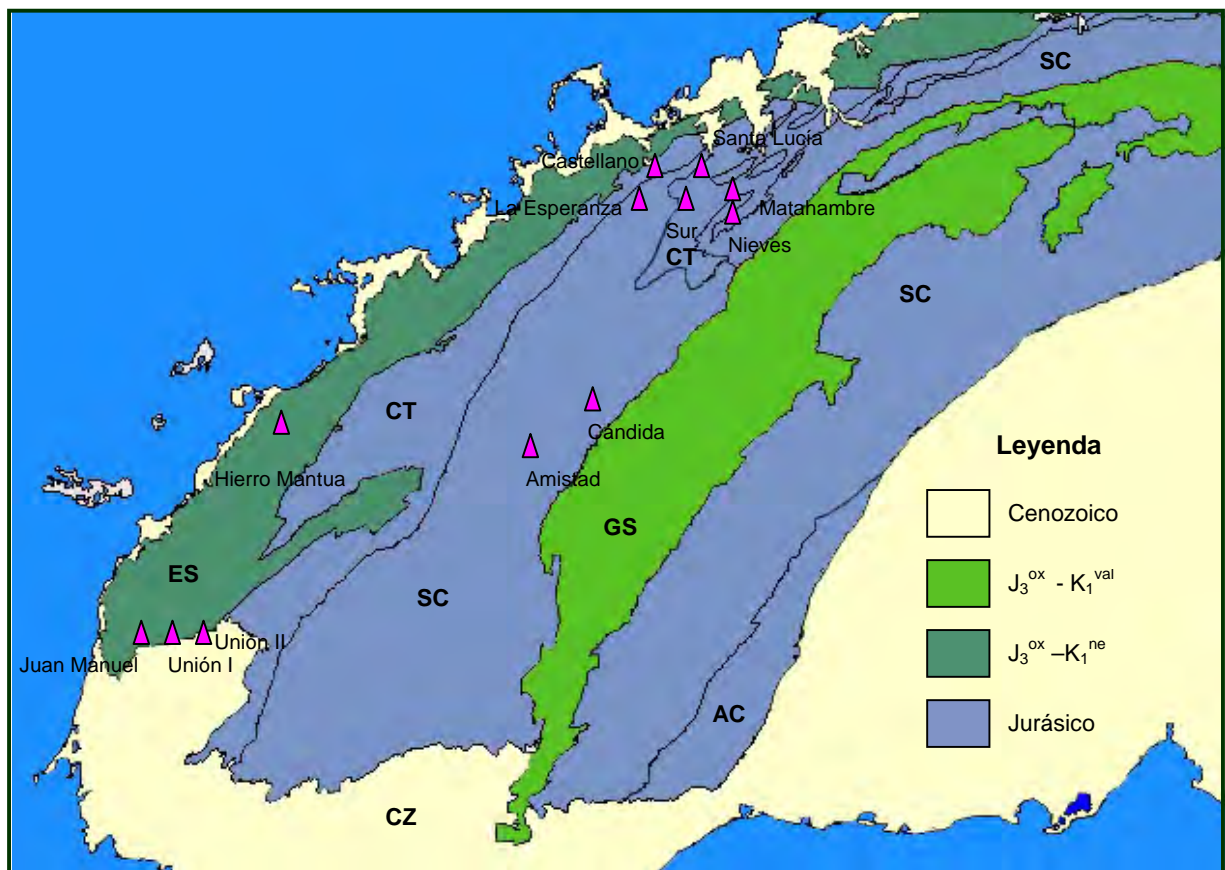 SC
Santa Lucía
Castellano
La Esperanza
Matahambre
Sur
Nieves
CT
SC
CT
Cándida
Leyenda
Hierro Mantua
Amistad
Cenozoico
GS
J₃ᵒˣ - K₁ᵛᵃˡ
ES
SC
J₃ᵒˣ –K₁ⁿᵉ
Unión II
Juan Manuel
Unión I
AC
Jurásico
CZ